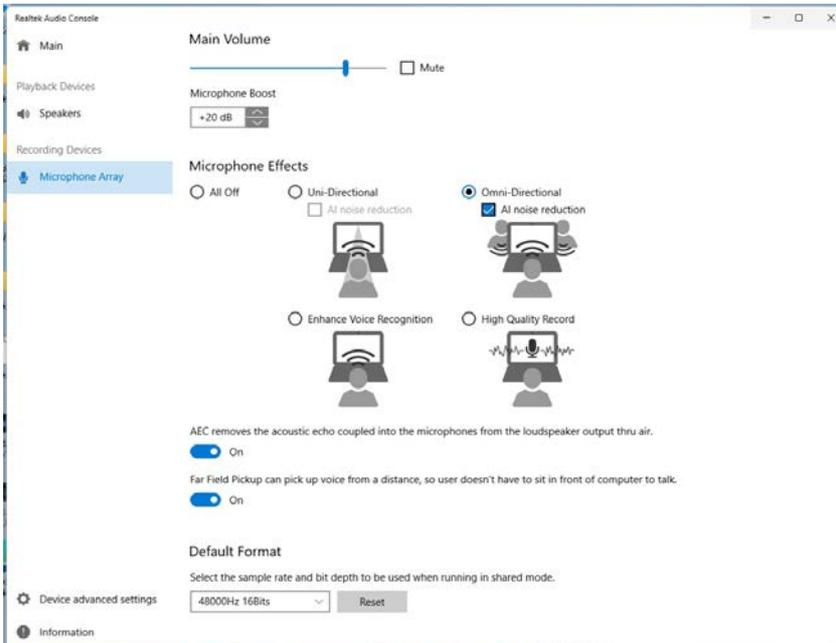 Realtek Audio Console
Main
Playback Devices
Speakers
Recording Devices
Microphone Array
Device advanced settings
Information
Main Volume
Mute
Microphone Boost
+20 dB
Microphone Effects
All Off
Uni-Directional
AI noise reduction
Omni-Directional
AI noise reduction
Enhance Voice Recognition
High Quality Record
AEC removes the acoustic echo coupled into the microphones from the loudspeaker output thru air.
On
Far Field Pickup can pick up voice from a distance, so user doesn't have to sit in front of computer to talk.
On
Default Format
Select the sample rate and bit depth to be used when running in shared mode.
48000Hz 16Bits
Reset